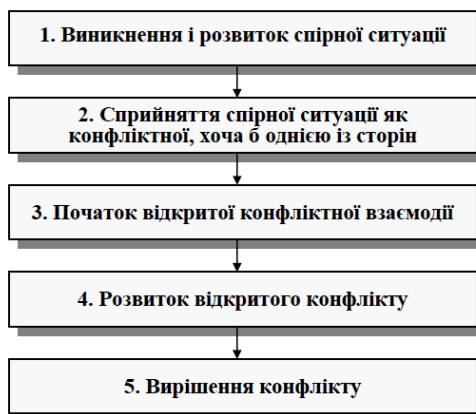 1. Виникнення і розвиток спірної ситуації
2. Сприйняття спірної ситуації як
конфліктної, хоча б однією із сторін
3. Початок відкритої конфліктної взаємодії
4. Розвиток відкритого конфлікту
5. Вирішення конфлікту